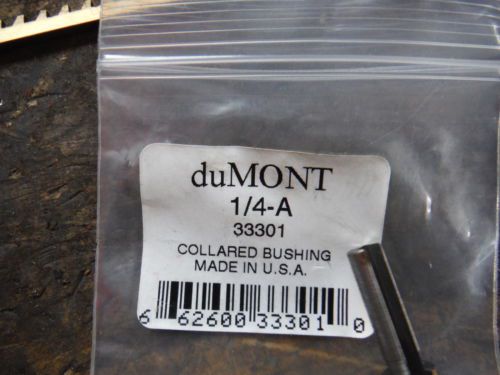 duMONT
1/4-A
33301
COLLARED BUSHING
MADE IN U.S.A.
6 62600 33301 0